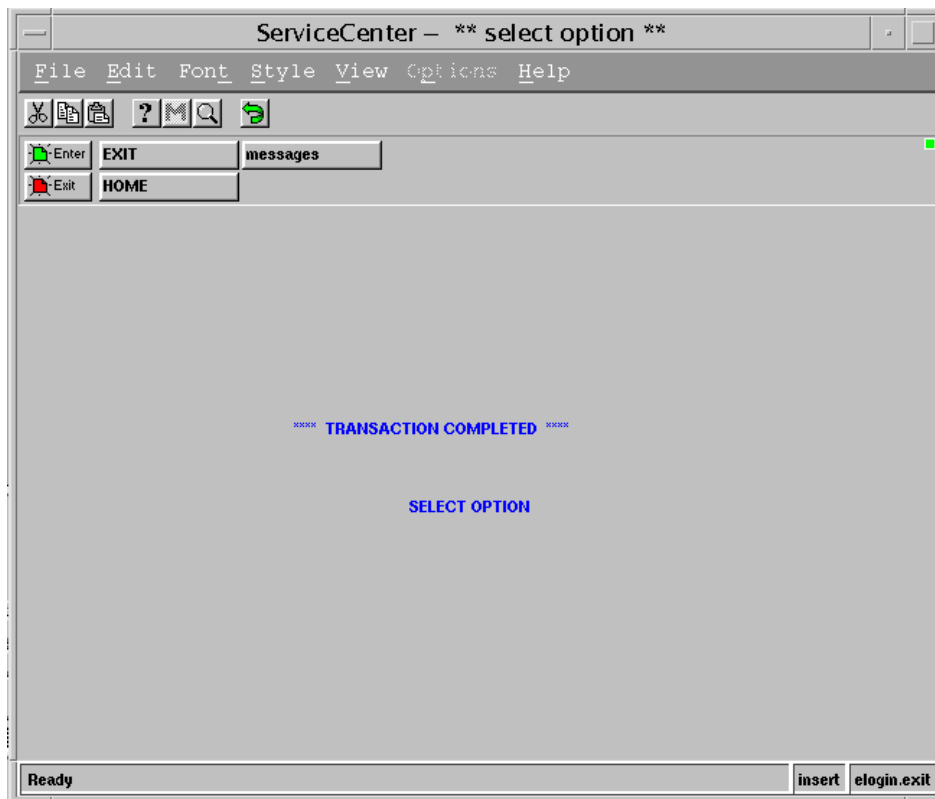 ServiceCenter – ** select option **
File Edit Font Style View Options Help
? M
Enter EXIT messages
Exit HOME
**** TRANSACTION COMPLETED ****
SELECT OPTION
Ready insert elogin.exit